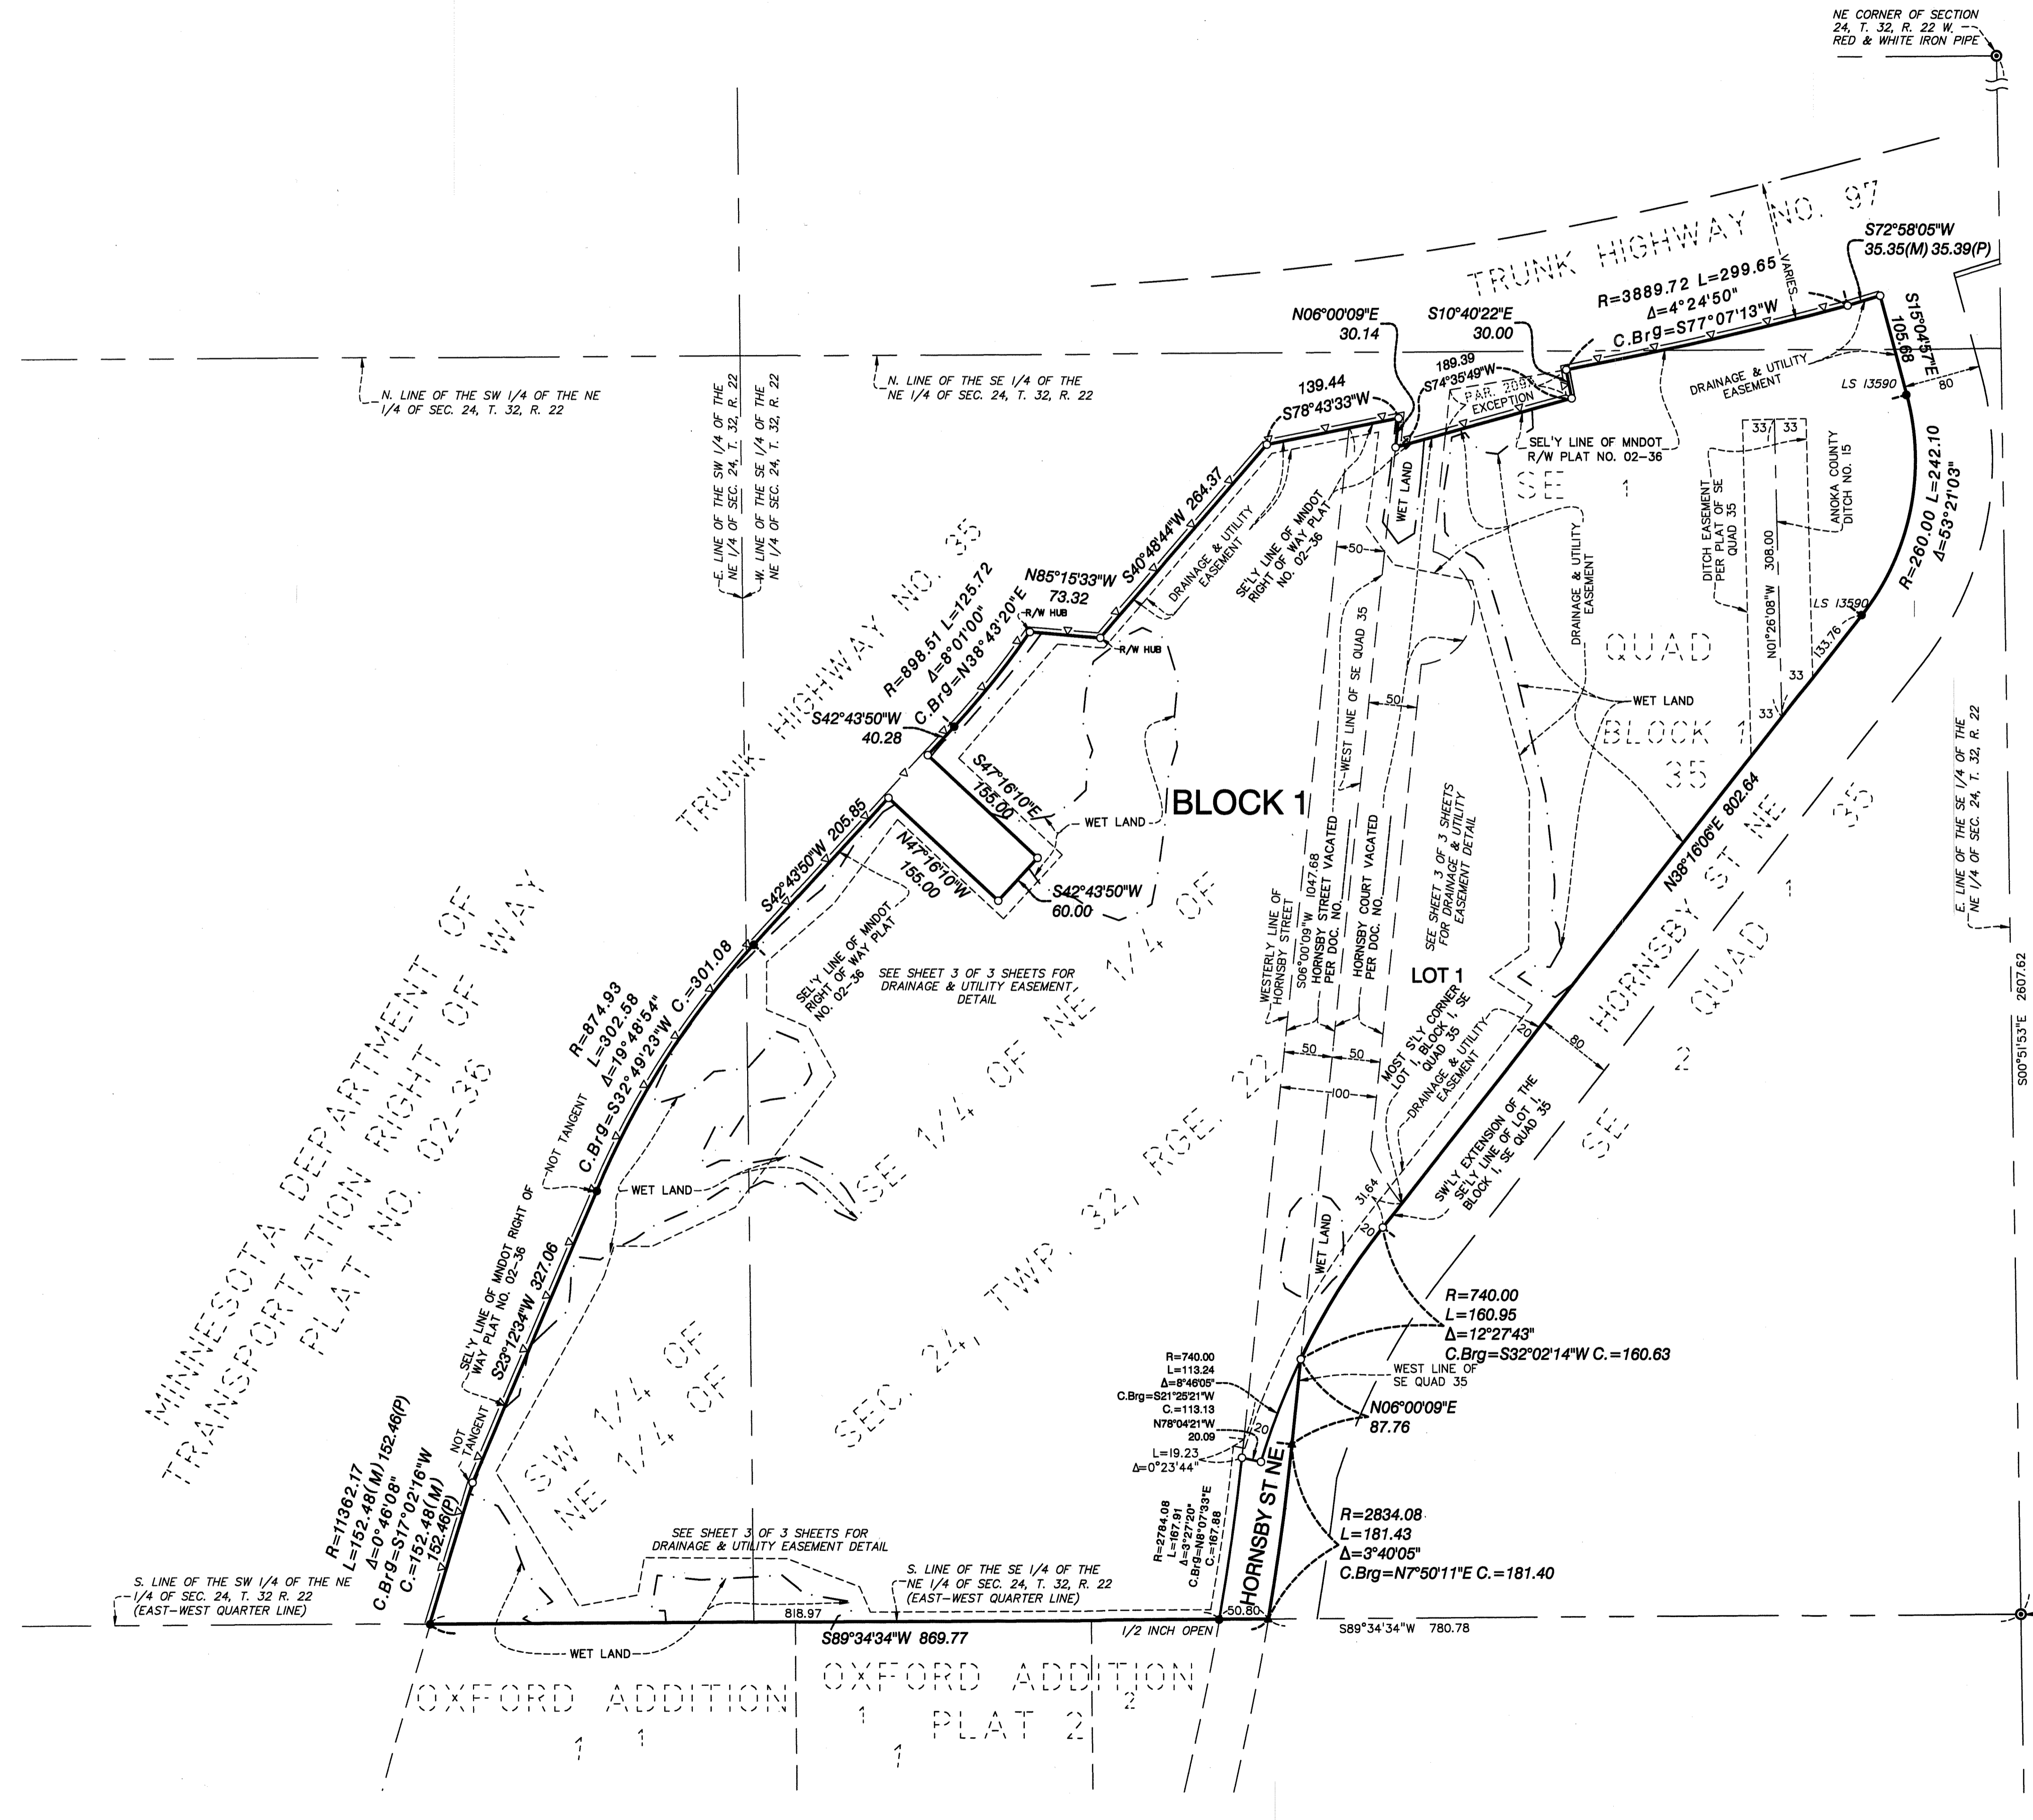 NE CORNER OF SECTION
24, T. 32, R. 22 W.
RED & WHITE IRON PIPE
TRUNK HIGHWAY NO. 97
VARIES
S72°58'05"W
35.35(M) 35.39(P)
R=3889.72 L=299.65
Δ=4°24'50"
C.Brg=S77°07'13"W
N06°00'09"E
30.14
S10°40'22"E
30.00
S15°04'57"E
105.68
80
LS 13590
189.39
S74°35'49"W
PAR. 209A
EXCEPTION
139.44
S78°43'33"W
DRAINAGE & UTILITY
EASEMENT
SEL'Y LINE OF MNDOT
R/W PLAT NO. 02-36
N. LINE OF THE SW 1/4 OF THE NE
1/4 OF SEC. 24, T. 32, R. 22
N. LINE OF THE SE 1/4 OF THE
NE 1/4 OF SEC. 24, T. 32, R. 22
E. LINE OF THE SW 1/4 OF THE
NE 1/4 OF SEC. 24, T. 32, R. 22
W. LINE OF THE SE 1/4 OF THE
NE 1/4 OF SEC. 24, T. 32, R. 22
S40°48'44"W 264.37
DRAINAGE & UTILITY
EASEMENT
SE'LY LINE OF MNDOT
RIGHT OF WAY PLAT
NO. 02-36
WET LAND
SE
1
QUAD
BLOCK 1
35
DRAINAGE & UTILITY
EASEMENT
33
33
DITCH EASEMENT
PER PLAT OF SE
QUAD 35
ANOKA COUNTY
DITCH NO. 15
N01°26'08"W 308.00
R=260.00 L=242.10
Δ=53°21'03"
LS 13590
133.76
33
33
N85°15'33"W
73.32
R/W HUB
R/W HUB
TRUNK HIGHWAY NO. 35
R=898.51 L=125.72
Δ=8°01'00"
C.Brg=N38°43'20"E
S42°43'50"W
40.28
S47°16'10"E
155.00
N47°16'10"W
155.00
S42°43'50"W
60.00
WET LAND
BLOCK 1
50
50
WEST LINE OF SE QUAD 35
WET LAND
S42°43'50"W 205.85
SEL'Y LINE OF MNDOT
RIGHT OF WAY PLAT
NO. 02-36
SEE SHEET 3 OF 3 SHEETS FOR
DRAINAGE & UTILITY EASEMENT
DETAIL
WESTERLY LINE OF
HORNSBY STREET
S06°00'09"W 1047.68
HORNSBY STREET VACATED
PER DOC. NO.
HORNSBY COURT VACATED
PER DOC. NO.
SEE SHEET 3 OF 3 SHEETS
FOR DRAINAGE & UTILITY
EASEMENT DETAIL
LOT 1
N38°16'06"E 802.64
HORNSBY ST NE
QUAD
35
1
2
SE
80
20
E. LINE OF THE SE 1/4 OF THE
NE 1/4 OF SEC. 24, T. 32, R. 22
S00°51'53"E 2607.62
MINNESOTA DEPARTMENT OF
TRANSPORTATION RIGHT OF WAY
PLAT NO. 02-36
R=874.93
L=302.58
Δ=19°48'54"
C.Brg=S32°49'23"W C.=301.08
NOT TANGENT
WET LAND
SE 1/4 OF NE 1/4 OF
SEC. 24, TWP. 32, RGE. 22
50
50
100
MOST S'LY CORNER
LOT 1, BLOCK 1, SE
QUAD 35
DRAINAGE & UTILITY
EASEMENT
SW'LY EXTENSION OF THE
SE'LY LINE OF LOT 1,
BLOCK 1, SE QUAD 35
31.64
20
WET LAND
SEL'Y LINE OF MNDOT RIGHT OF
WAY PLAT NO. 02-36
S23°12'34"W 327.06
NOT
TANGENT
SW 1/4 OF
NE 1/4 OF
R=740.00
L=160.95
Δ=12°27'43"
C.Brg=S32°02'14"W C.=160.63
WEST LINE OF
SE QUAD 35
R=740.00
L=113.24
Δ=8°46'05"
C.Brg=S21°25'21"W
C.=113.13
N78°04'21"W
20.09
L=19.23
Δ=0°23'44"
20
N06°00'09"E
87.76
R=11362.17
L=152.48(M) 152.46(P)
Δ=0°46'08"
C.Brg=S17°02'16"W
C.=152.48(M)
152.46(P)
R=2784.08
L=167.91
Δ=3°27'20"
C.Brg=N8°07'33"E
C.=167.88
HORNSBY ST NE
R=2834.08
L=181.43
Δ=3°40'05"
C.Brg=N7°50'11"E C.=181.40
SEE SHEET 3 OF 3 SHEETS FOR
DRAINAGE & UTILITY EASEMENT DETAIL
S. LINE OF THE SW 1/4 OF THE NE
1/4 OF SEC. 24, T. 32 R. 22
(EAST-WEST QUARTER LINE)
S. LINE OF THE SE 1/4 OF THE
NE 1/4 OF SEC. 24, T. 32, R. 22
(EAST-WEST QUARTER LINE)
818.97
50.80
S89°34'34"W 869.77
1/2 INCH OPEN
S89°34'34"W 780.78
WET LAND
OXFORD ADDITION
1
1
OXFORD ADDITION
1
2
PLAT 2
1